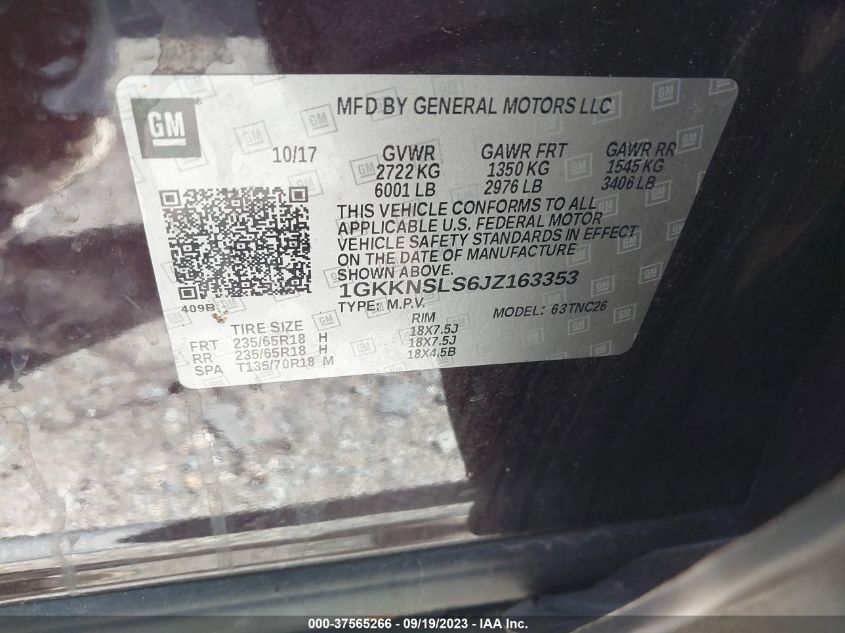 GM
MFD BY GENERAL MOTORS LLC
10/17 GVWR GAWR FRT GAWR RR
2722 KG 1350 KG 1545 KG
6001 LB 2976 LB 3406 LB
THIS VEHICLE CONFORMS TO ALL
APPLICABLE U.S. FEDERAL MOTOR
VEHICLE SAFETY STANDARDS IN EFFECT
ON THE DATE OF MANUFACTURE
SHOWN ABOVE.
1GKKNSLS6JZ163353
409B TYPE: M.P.V. MODEL: 63TNC26
TIRE SIZE RIM
FRT 235/65R18 H 18X7.5J
RR 235/65R18 H 18X7.5J
SPA T135/70R18 M 18X4.5B
000-37565266 - 09/19/2023 - IAA Inc.